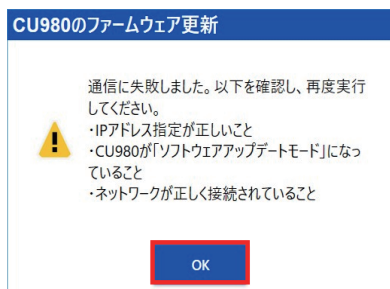 CU980のファームウェア更新
通信に失敗しました。以下を確認し、再度実行
してください。
・IPアドレス指定が正しいこと
・CU980が「ソフトウェアアップデートモード」になっ
ていること
・ネットワークが正しく接続されていること
OK